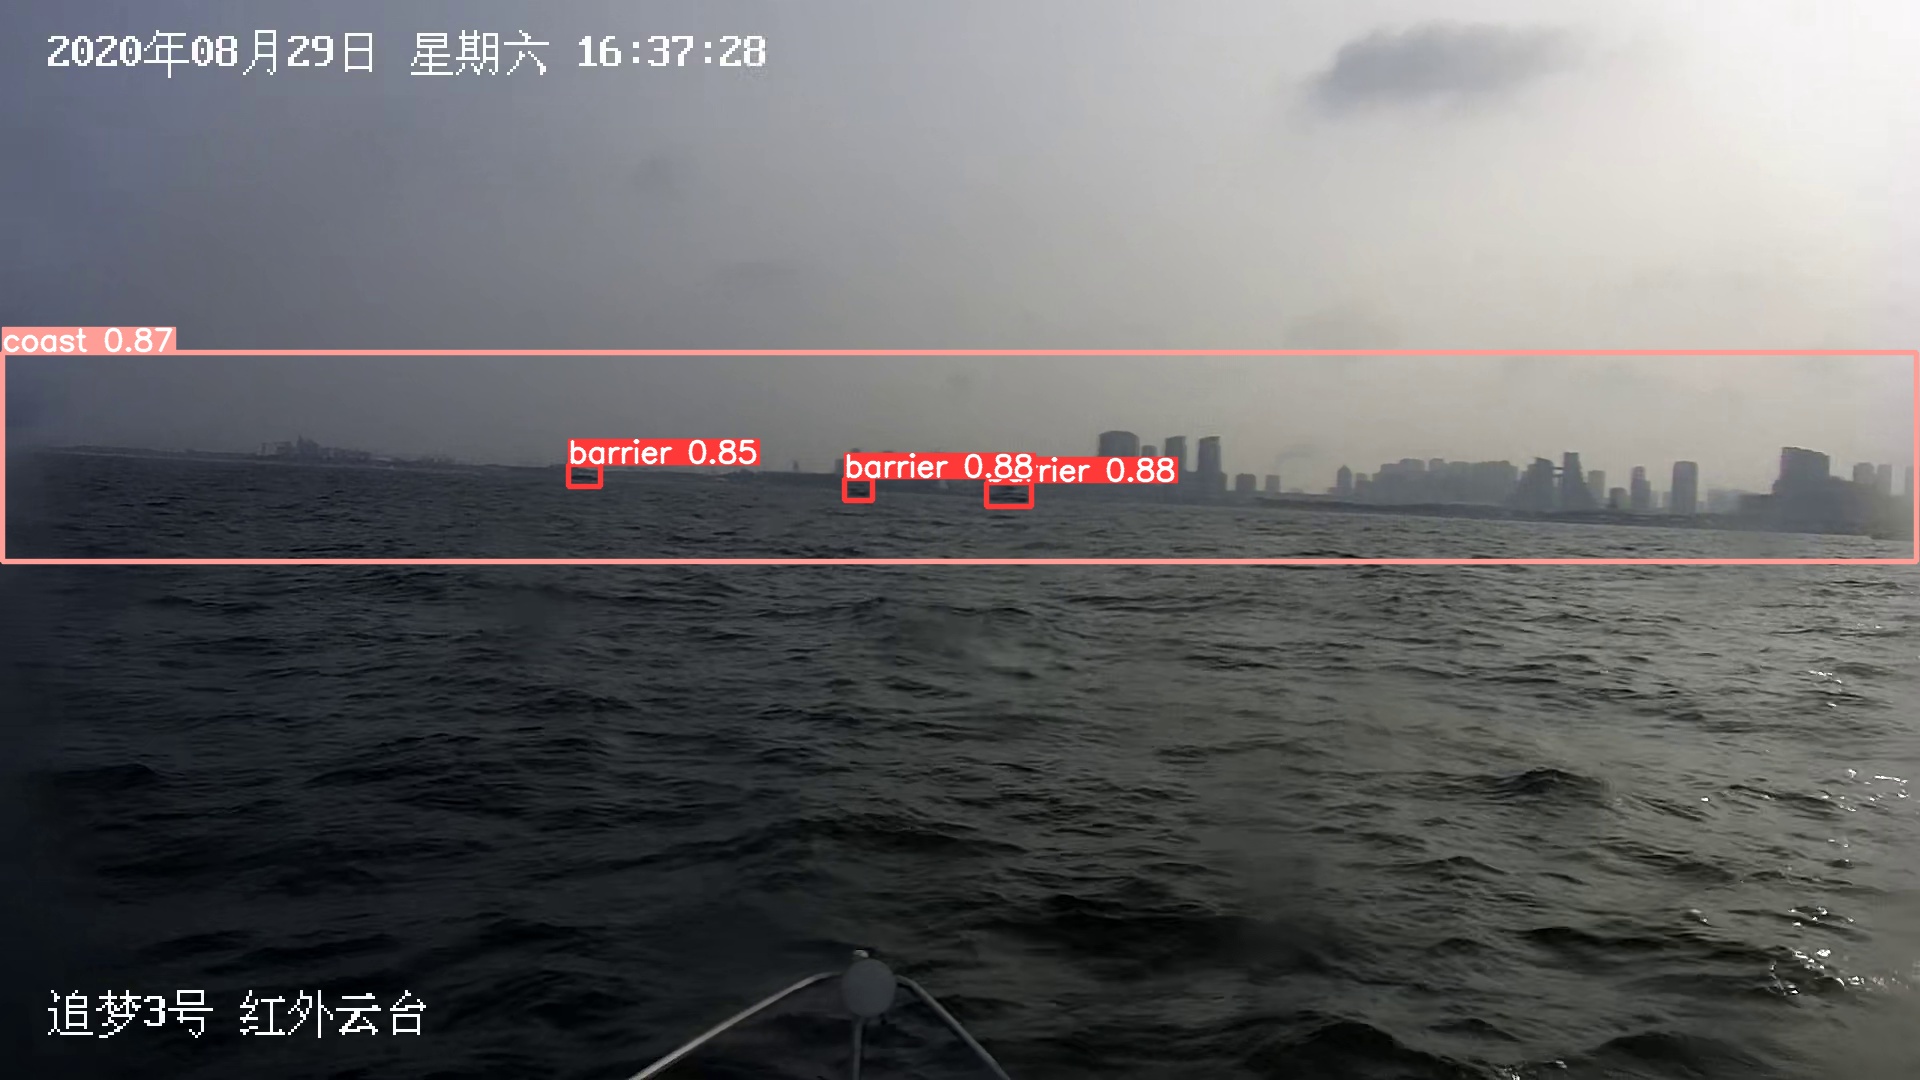 2020年08月29日 星期六 16:37:28
coast 0.87
barrier 0.85
barrier 0.88
rier 0.88
追梦3号 红外云台